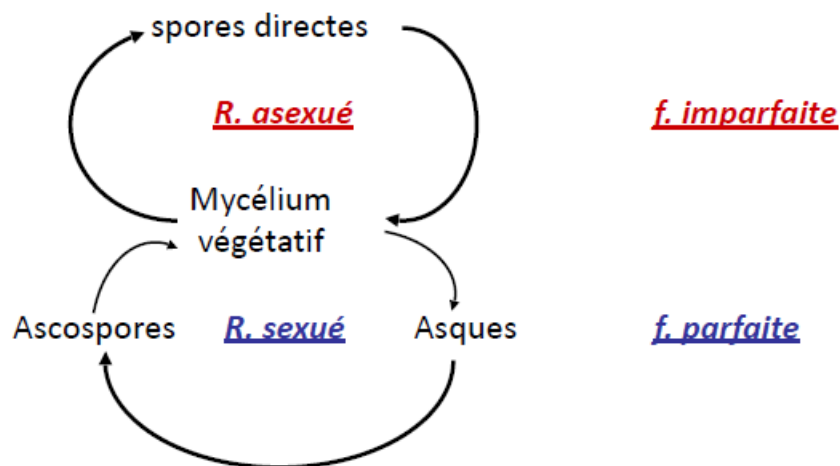 spores directes
R. asexué
f. imparfaite
Mycélium
végétatif
Ascospores
R. sexué
Asques
f. parfaite